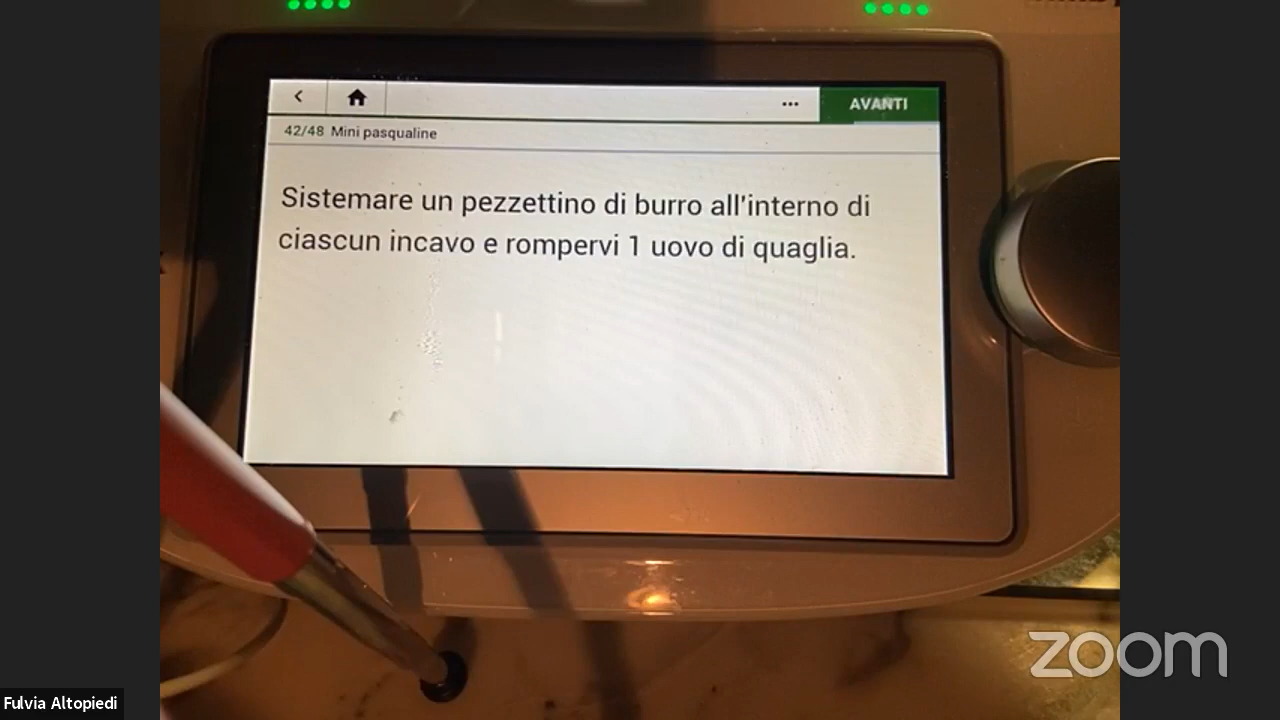 AVANTI
42/48 Mini pasqualine
Sistemare un pezzettino di burro all'interno di
ciascun incavo e rompervi 1 uovo di quaglia.
zoom
Fulvia Altopiedi